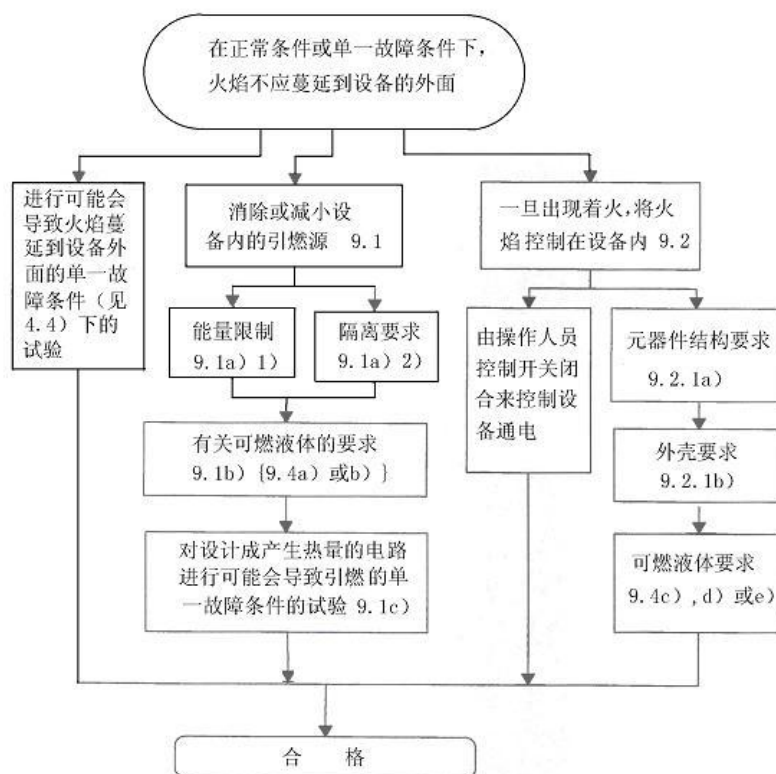 在正常条件或单一故障条件下，
火焰不应蔓延到设备的外面
进行可能会
导致火焰蔓
延到设备外
面的单一故
障条件（见
4.4）下的
试验
消除或减小设
备内的引燃源 9.1
能量限制
9.1a) 1)
隔离要求
9.1a) 2)
有关可燃液体的要求
9.1b) {9.4a) 或b) }
对设计成产生热量的电路
进行可能会导致引燃的单
一故障条件的试验 9.1c)
一旦出现着火，将火
焰控制在设备内 9.2
由操作人员
控制开关闭
合来控制设
备通电
元器件结构要求
9.2.1a)
外壳要求
9.2.1b)
可燃液体要求
9.4c) , d) 或e)
合 格